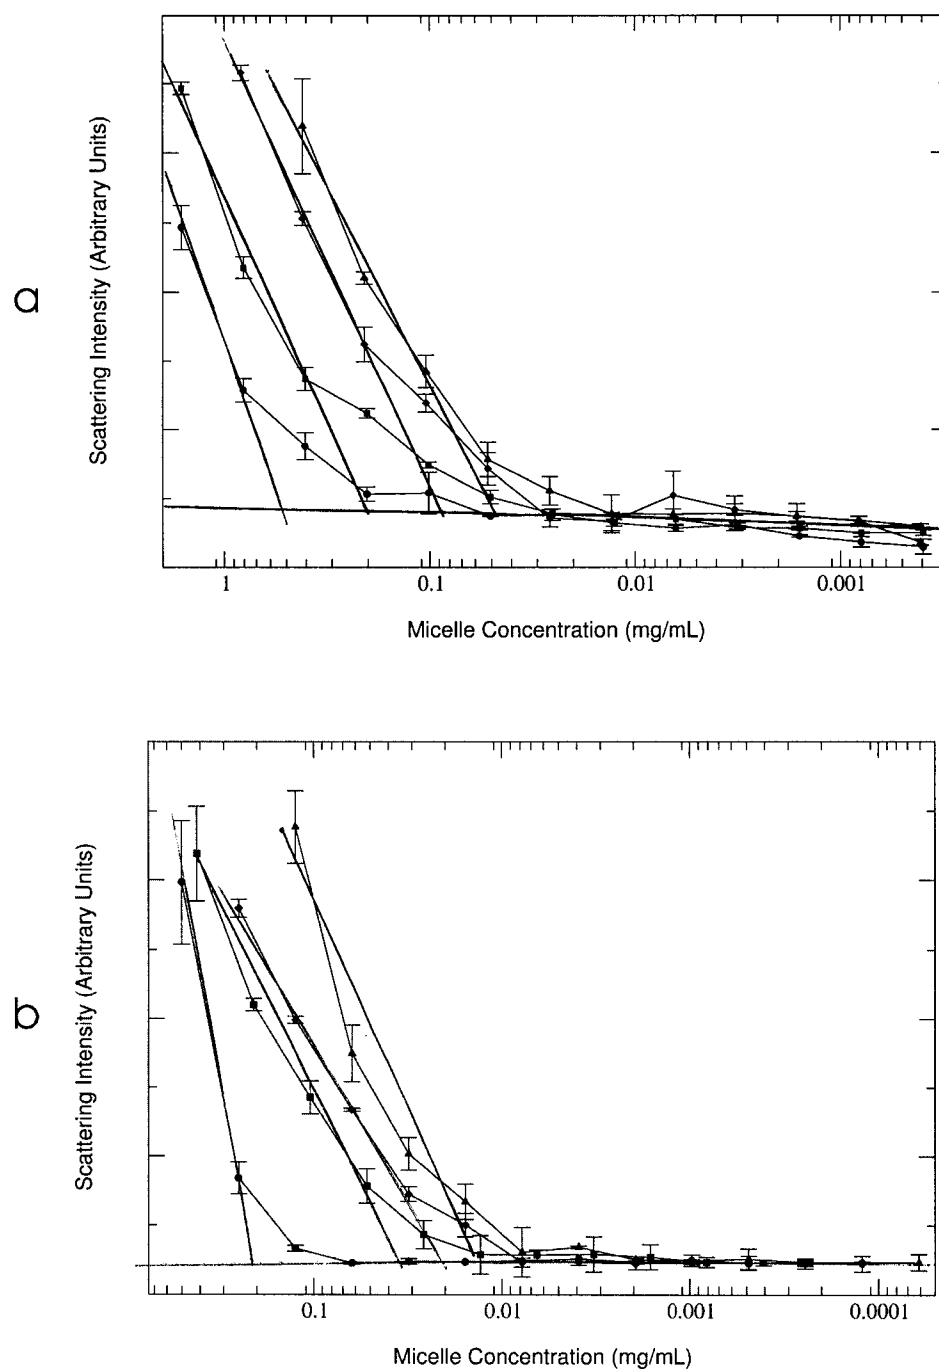 a
Scattering Intensity (Arbitrary Units)
1 0.1 0.01 0.001
Micelle Concentration (mg/mL)
b
Scattering Intensity (Arbitrary Units)
0.1 0.01 0.001 0.0001
Micelle Concentration (mg/mL)